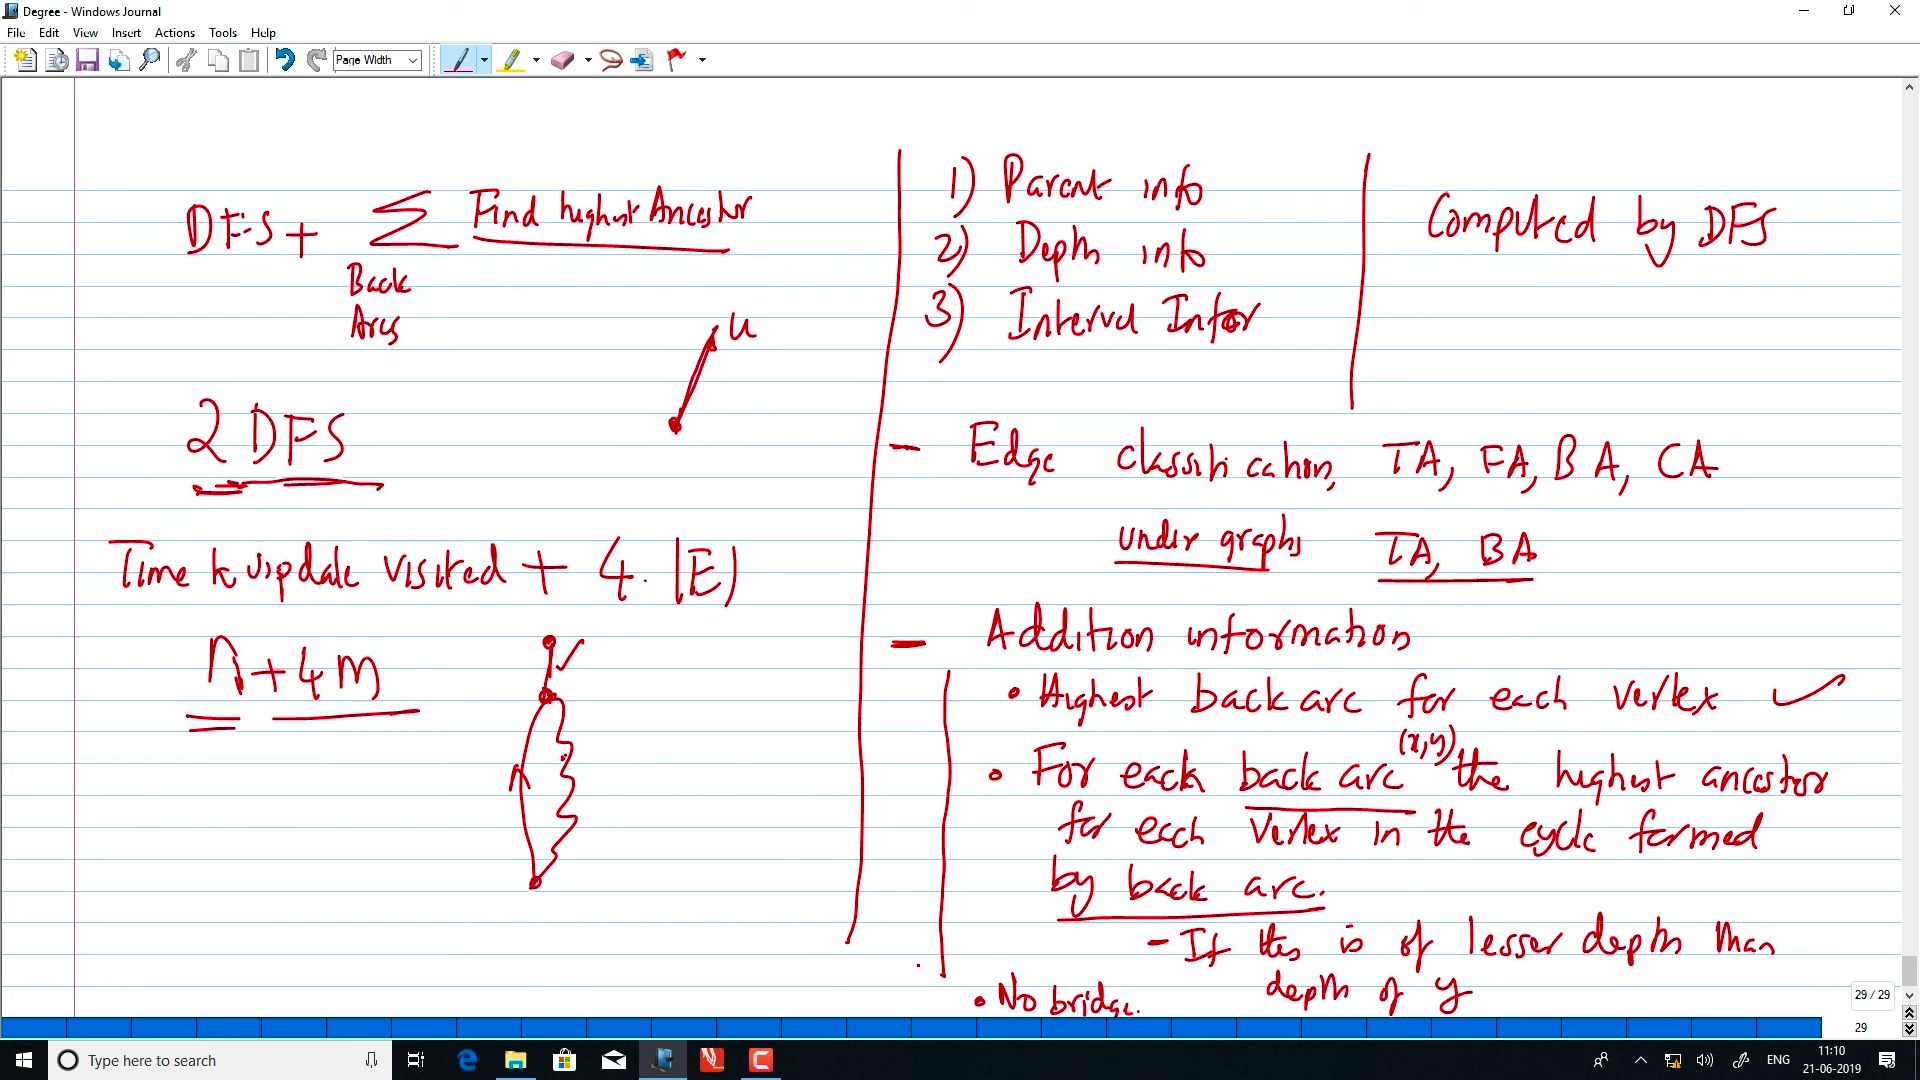 Degree - Windows Journal
File Edit View Insert Actions Tools Help
Page Width
DFS + Σ Find highest Ancestor
Back
Arcs
u
2 DFS
Time to update visited + 4. |E|
n + 4m
1) Parent info
2) Depth info
3) Interval Infor
Computed by DFS
- Edge classification, TA, FA, BA, CA
undir graphs TA, BA
- Addition information
• Highest back arc for each vertex ✓
• For each back arc (x,y) the highest ancestor
for each vertex in the cycle formed
by back arc.
- If this is of lesser depth than
depth of y
• No bridge.
29 / 29
29
Type here to search
ENG
11:10
21-06-2019